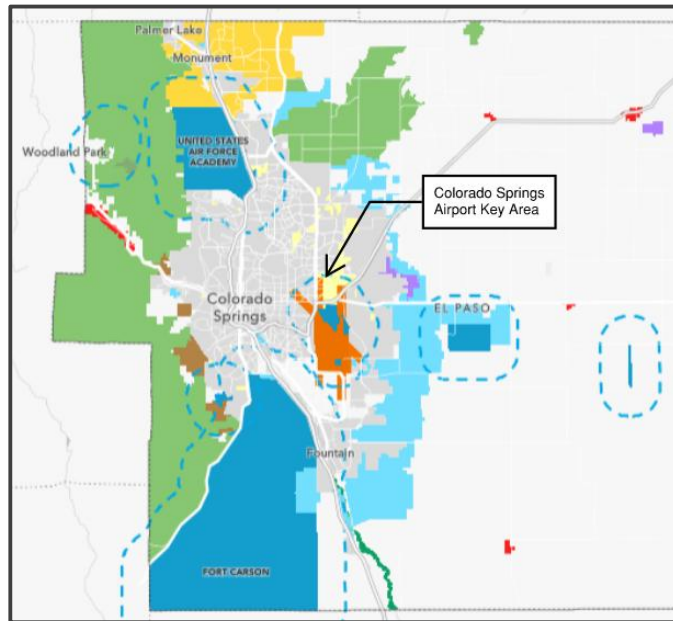 Palmer Lake
Monument
UNITED STATES
AIR FORCE
ACADEMY
Woodland Park
Colorado Springs
Airport Key Area
Colorado
Springs
EL PASO
Fountain
FORT CARSON